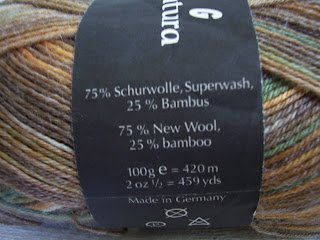 G
tura
75% Schurwolle, Superwash,
25 % Bambus
75 % New Wool,
25 % bamboo
100g e = 420 m
2 oz 1/2 = 459 yds
Made in Germany